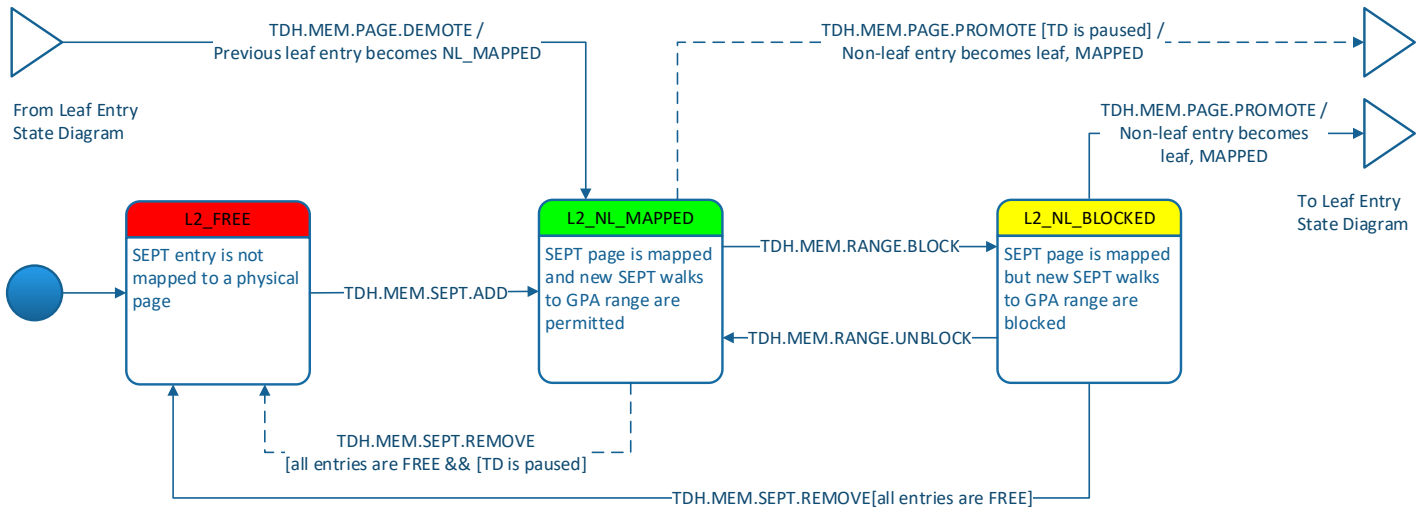 TDH.MEM.PAGE.DEMOTE /
Previous leaf entry becomes NL_MAPPED
TDH.MEM.PAGE.PROMOTE [TD is paused] /
Non-leaf entry becomes leaf, MAPPED
From Leaf Entry
State Diagram
TDH.MEM.PAGE.PROMOTE /
Non-leaf entry becomes
leaf, MAPPED
To Leaf Entry
State Diagram
L2_FREE
SEPT entry is not
mapped to a physical
page
TDH.MEM.SEPT.ADD
L2_NL_MAPPED
SEPT page is mapped
and new SEPT walks
to GPA range are
permitted
TDH.MEM.RANGE.BLOCK
TDH.MEM.RANGE.UNBLOCK
L2_NL_BLOCKED
SEPT page is mapped
but new SEPT walks
to GPA range are
blocked
TDH.MEM.SEPT.REMOVE
[all entries are FREE && [TD is paused]
TDH.MEM.SEPT.REMOVE[all entries are FREE]